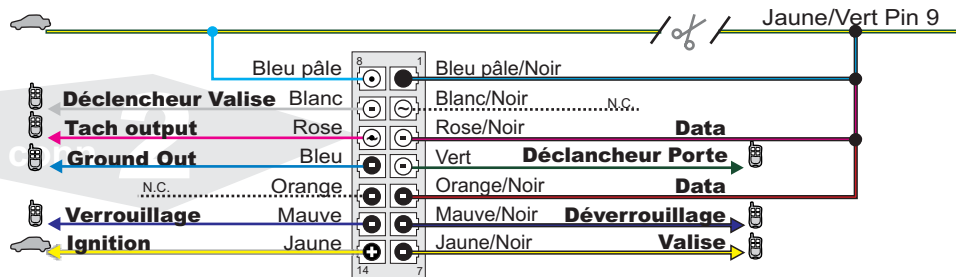 Jaune/Vert Pin 9
8 1
Bleu pâle Bleu pâle/Noir
Déclencheur Valise Blanc Blanc/Noir N.C.
Tach output Rose Rose/Noir Data
Ground Out Bleu Vert Déclancheur Porte
conn 2
N.C. Orange Orange/Noir Data
Verrouillage Mauve Mauve/Noir Déverrouillage
Ignition Jaune Jaune/Noir Valise
14 7